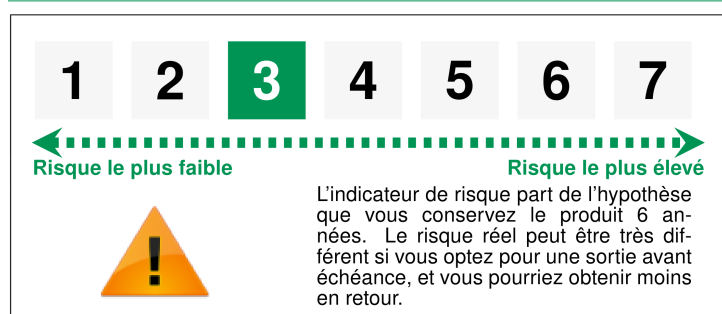 1 2 3 4 5 6 7
Risque le plus faible Risque le plus élevé
L'indicateur de risque part de l'hypothèse
que vous conservez le produit 6 an-
nées. Le risque réel peut être très dif-
férent si vous optez pour une sortie avant
échéance, et vous pourriez obtenir moins
en retour.